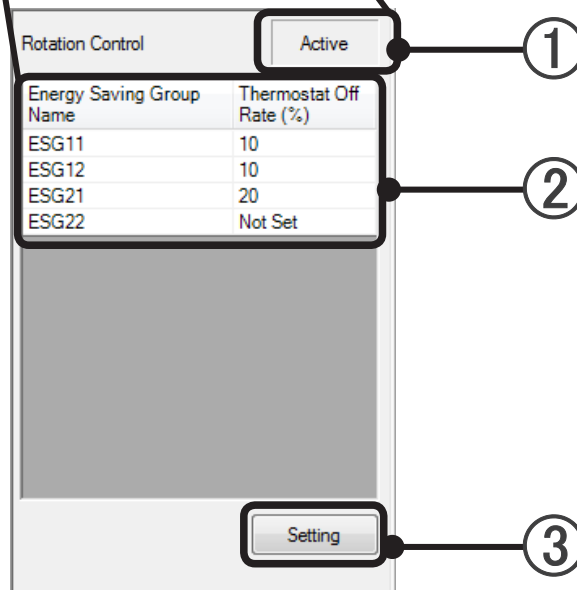 Rotation Control Active ①
Energy Saving Group Name Thermostat Off Rate (%)
ESG11 10
ESG12 10
ESG21 20 ②
ESG22 Not Set
Setting ③